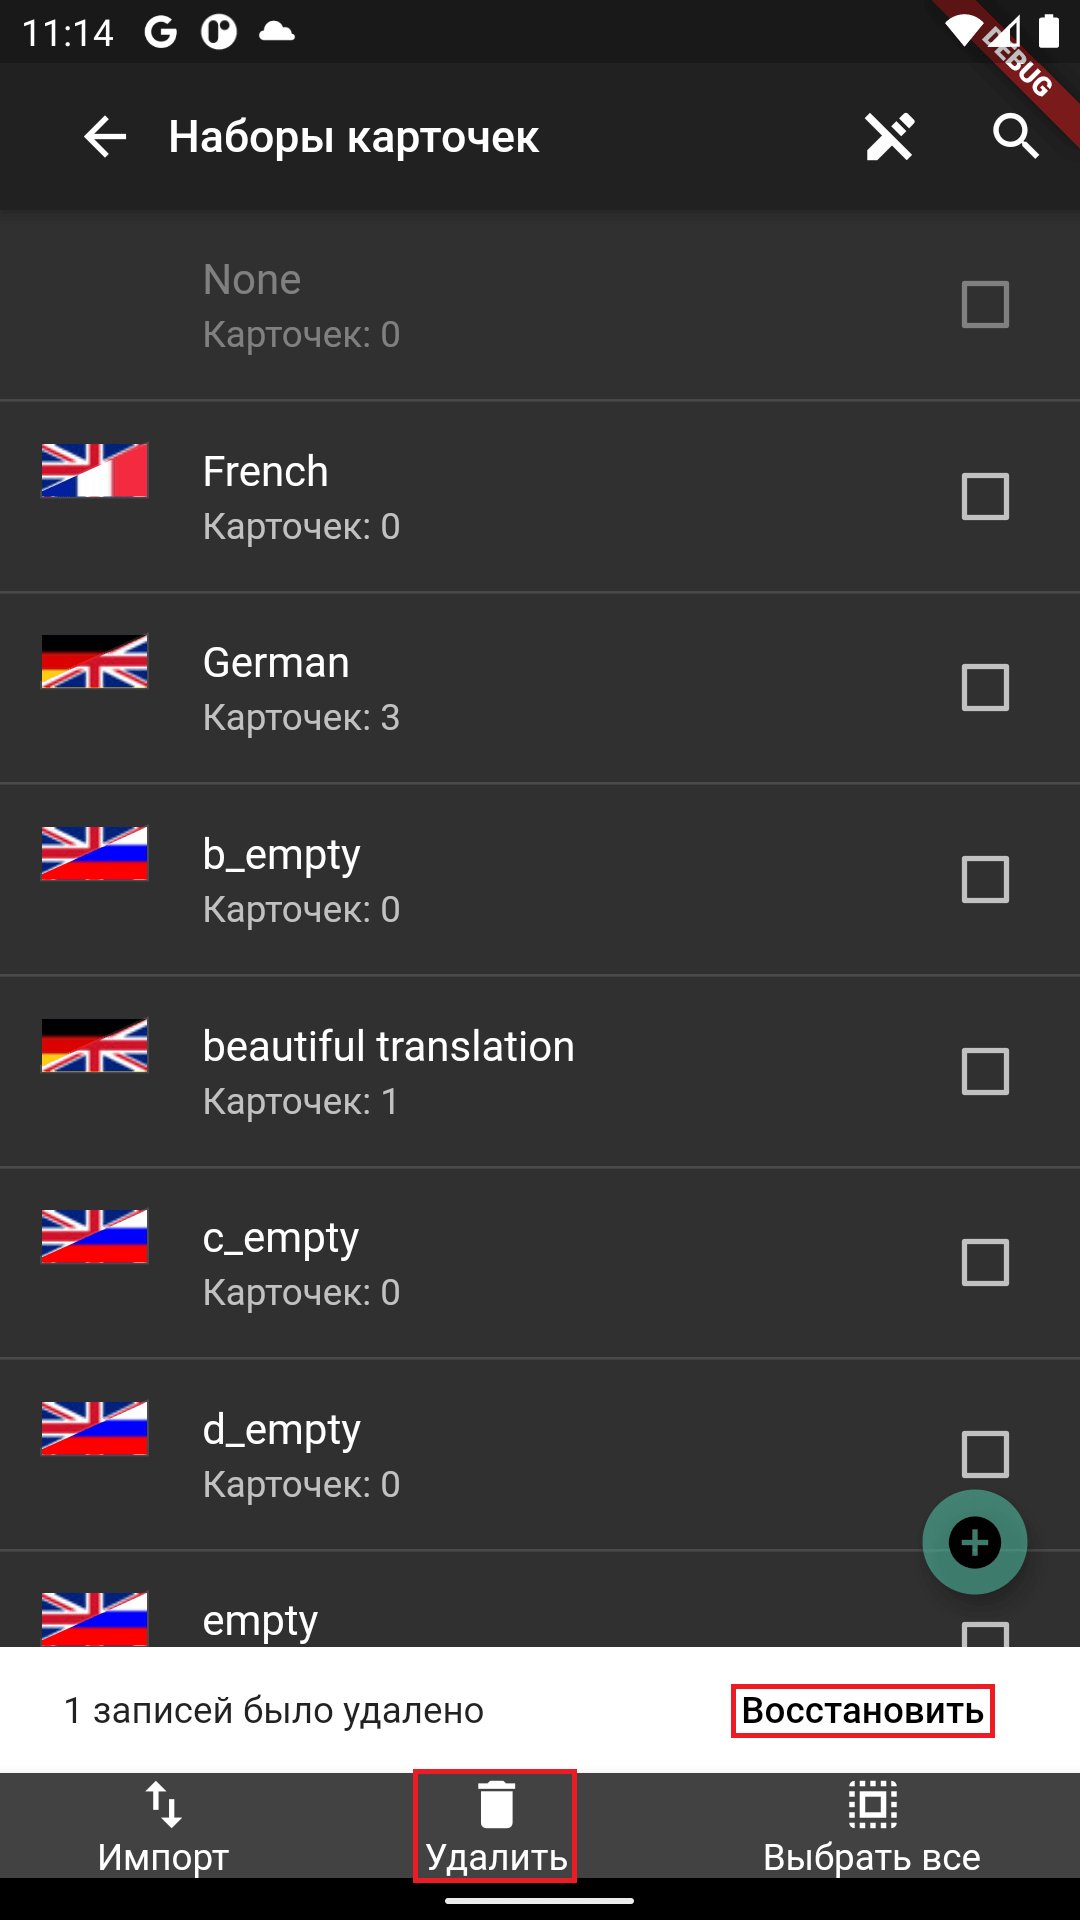 11:14
DEBUG
Наборы карточек
None
Карточек: 0
French
Карточек: 0
German
Карточек: 3
b_empty
Карточек: 0
beautiful translation
Карточек: 1
c_empty
Карточек: 0
d_empty
Карточек: 0
empty
1 записей было удалено
Восстановить
Импорт
Удалить
Выбрать все